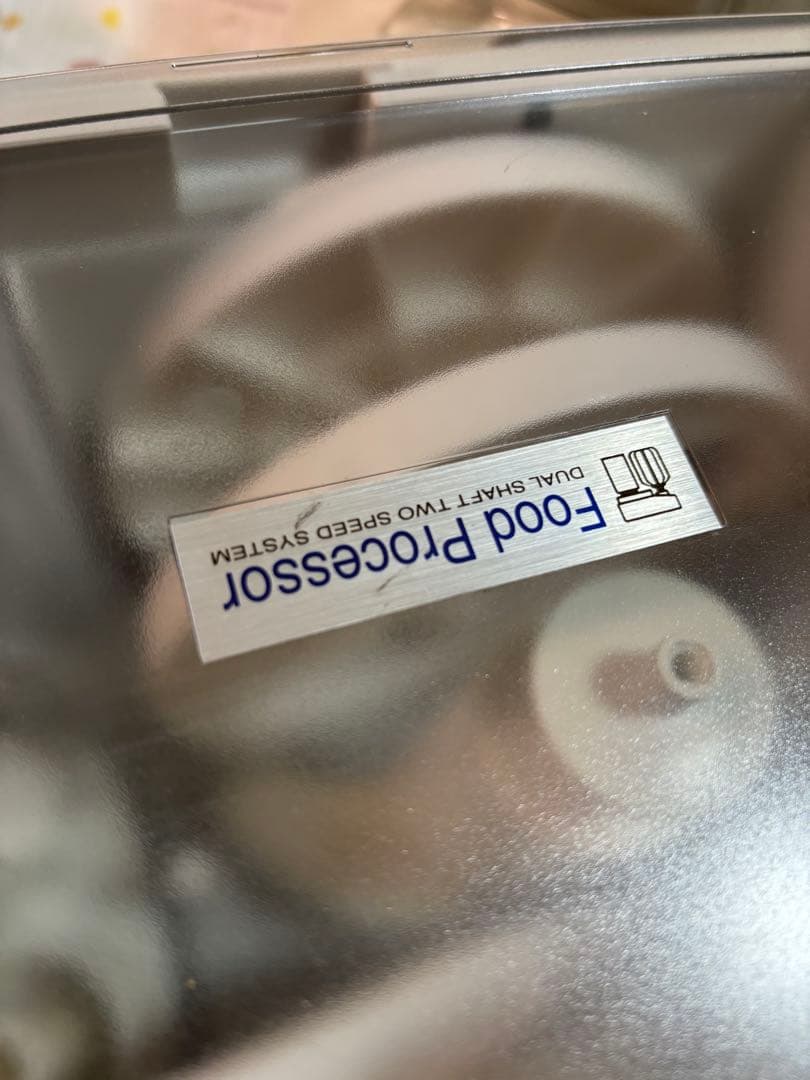 Food Processor
DUAL SHAFT TWO SPEED SYSTEM